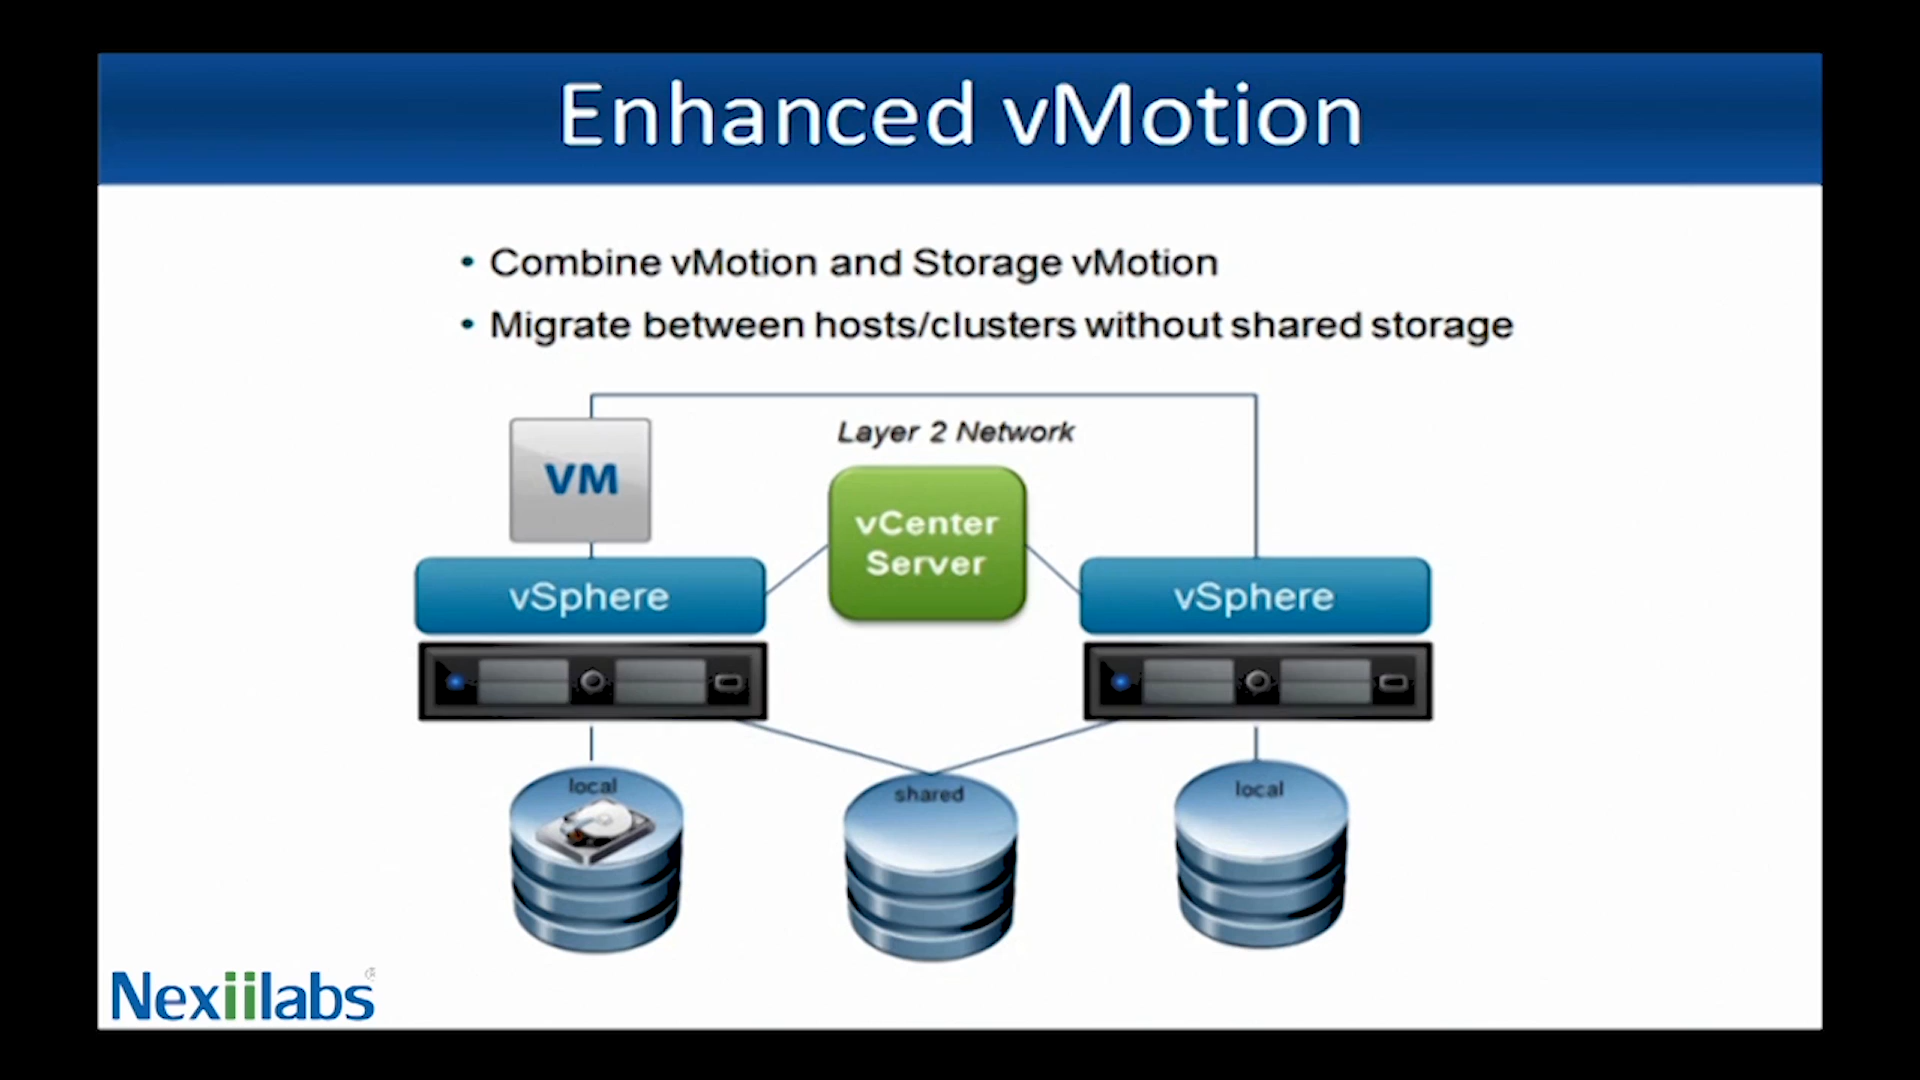 Enhanced vMotion
• Combine vMotion and Storage vMotion
• Migrate between hosts/clusters without shared storage
Layer 2 Network
VM
vCenter
Server
vSphere
vSphere
local
shared
local
Nexiilabs®